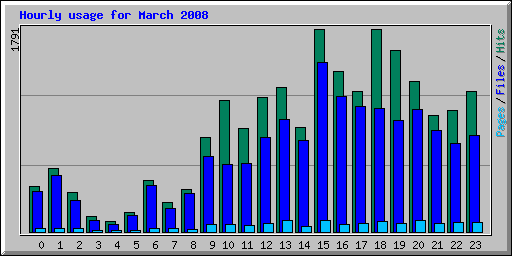 Hourly usage for March 2008
1791
Pages/Files/Hits
0 1 2 3 4 5 6 7 8 9 10 11 12 13 14 15 16 17 18 19 20 21 22 23